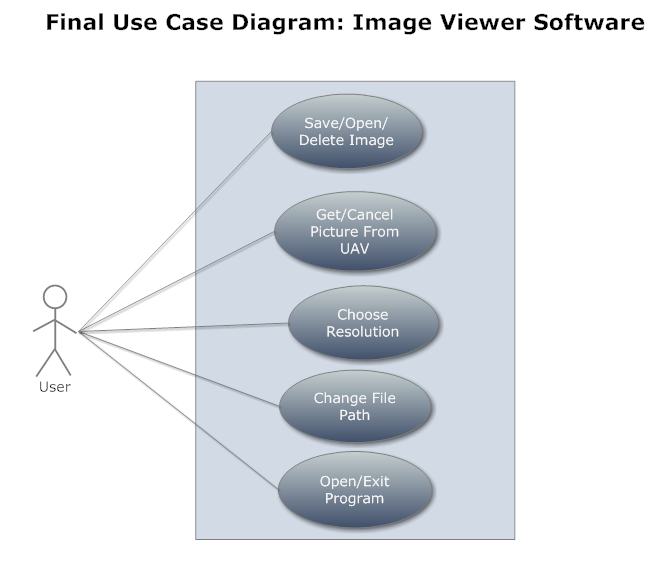 Final Use Case Diagram: Image Viewer Software
Save/Open/
Delete Image
Get/Cancel
Picture From
UAV
Choose
Resolution
User
Change File
Path
Open/Exit
Program